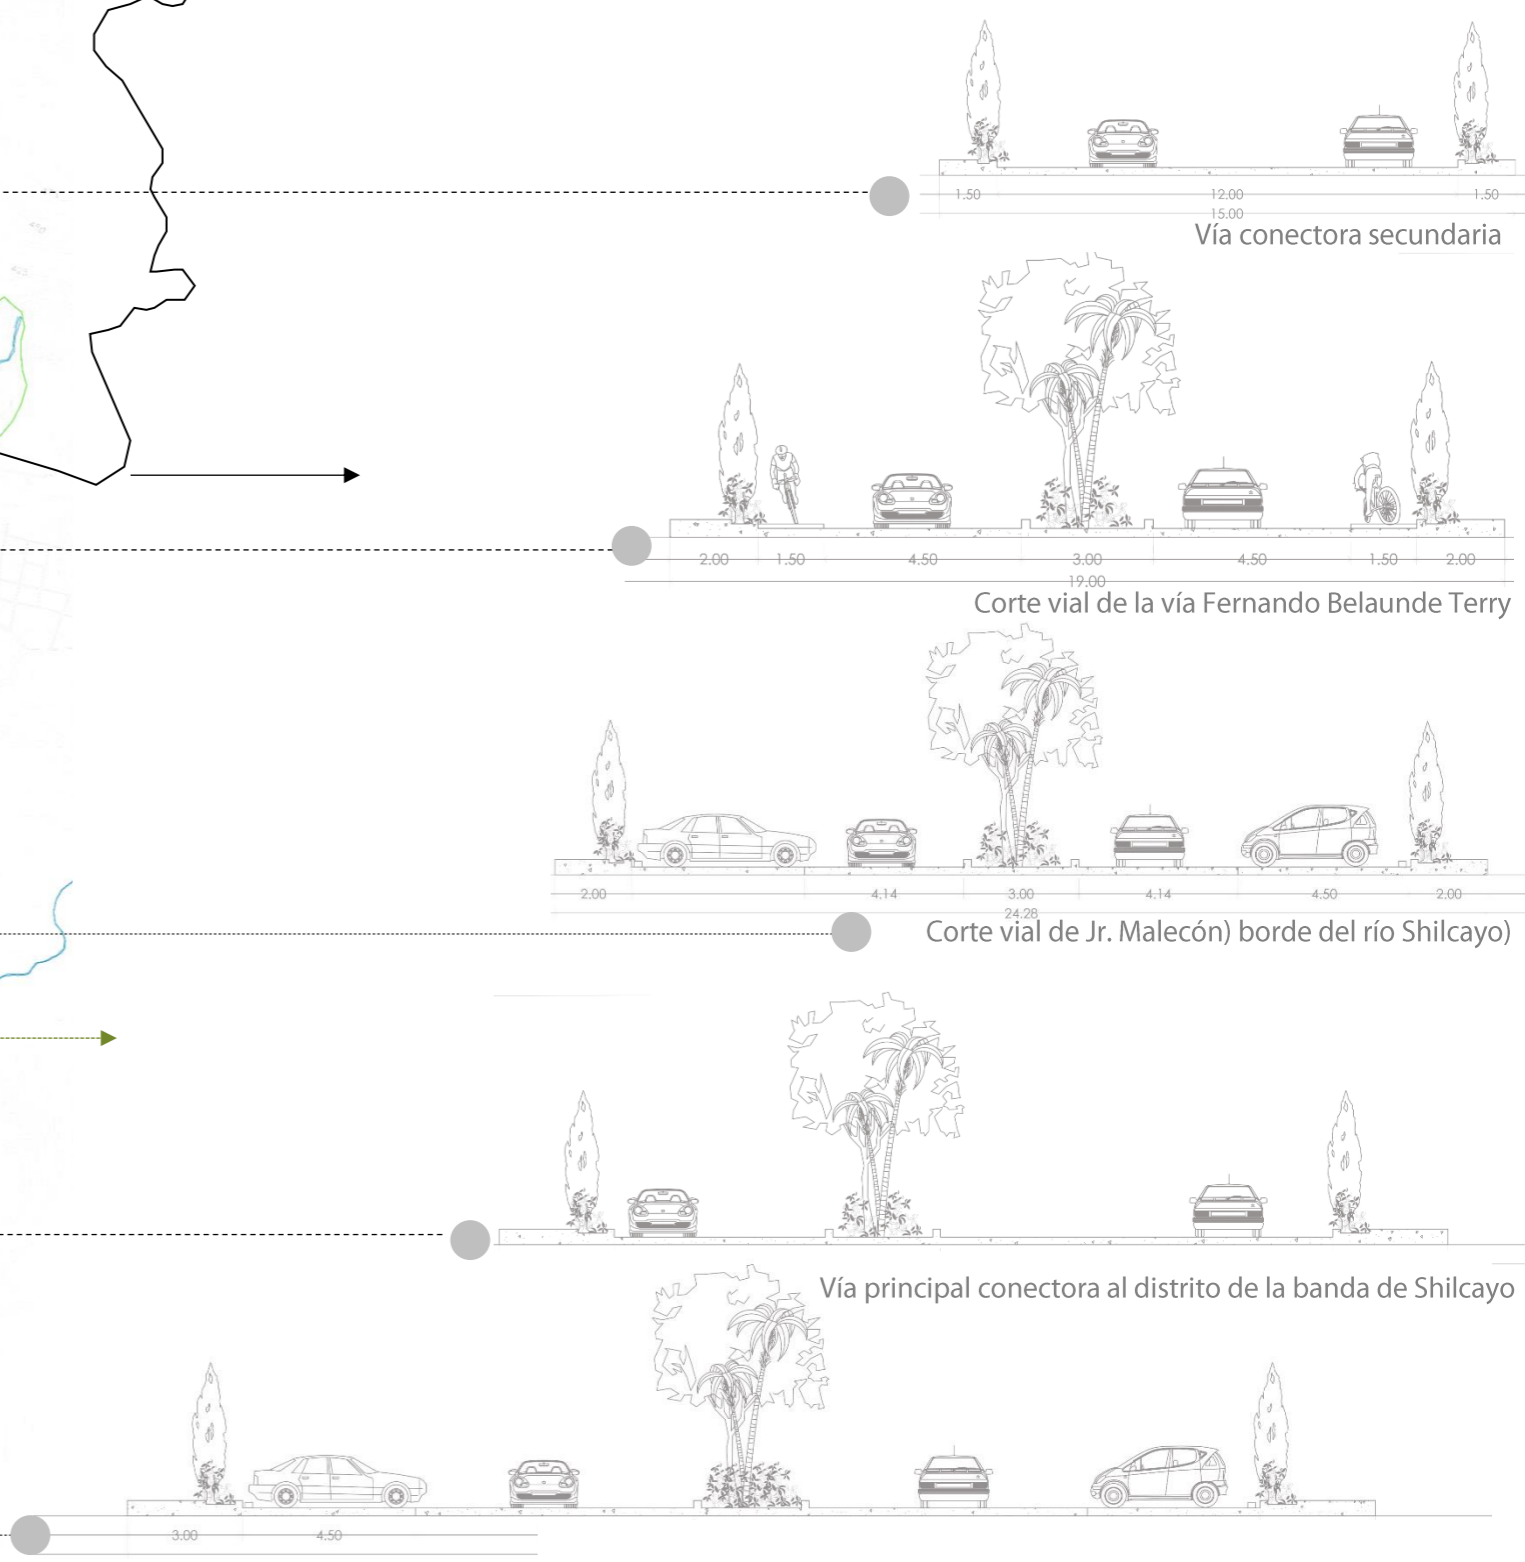 1.50 12.00 1.50
15.00
Vía conectora secundaria
2.00 1.50 4.50 3.00 4.50 1.50 2.00
19.00
Corte vial de la vía Fernando Belaunde Terry
2.00 4.14 3.00 4.14 4.50 2.00
24.28
Corte vial de Jr. Malecón) borde del río Shilcayo)
Vía principal conectora al distrito de la banda de Shilcayo
3.00 4.50